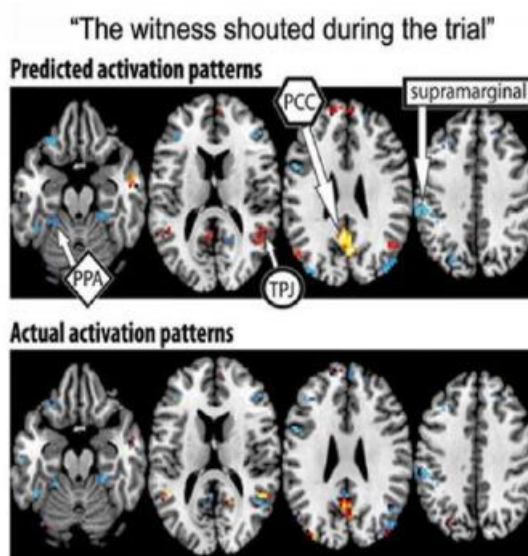 “The witness shouted during the trial”
Predicted activation patterns
PCC
supramarginal
PPA
TPJ
Actual activation patterns